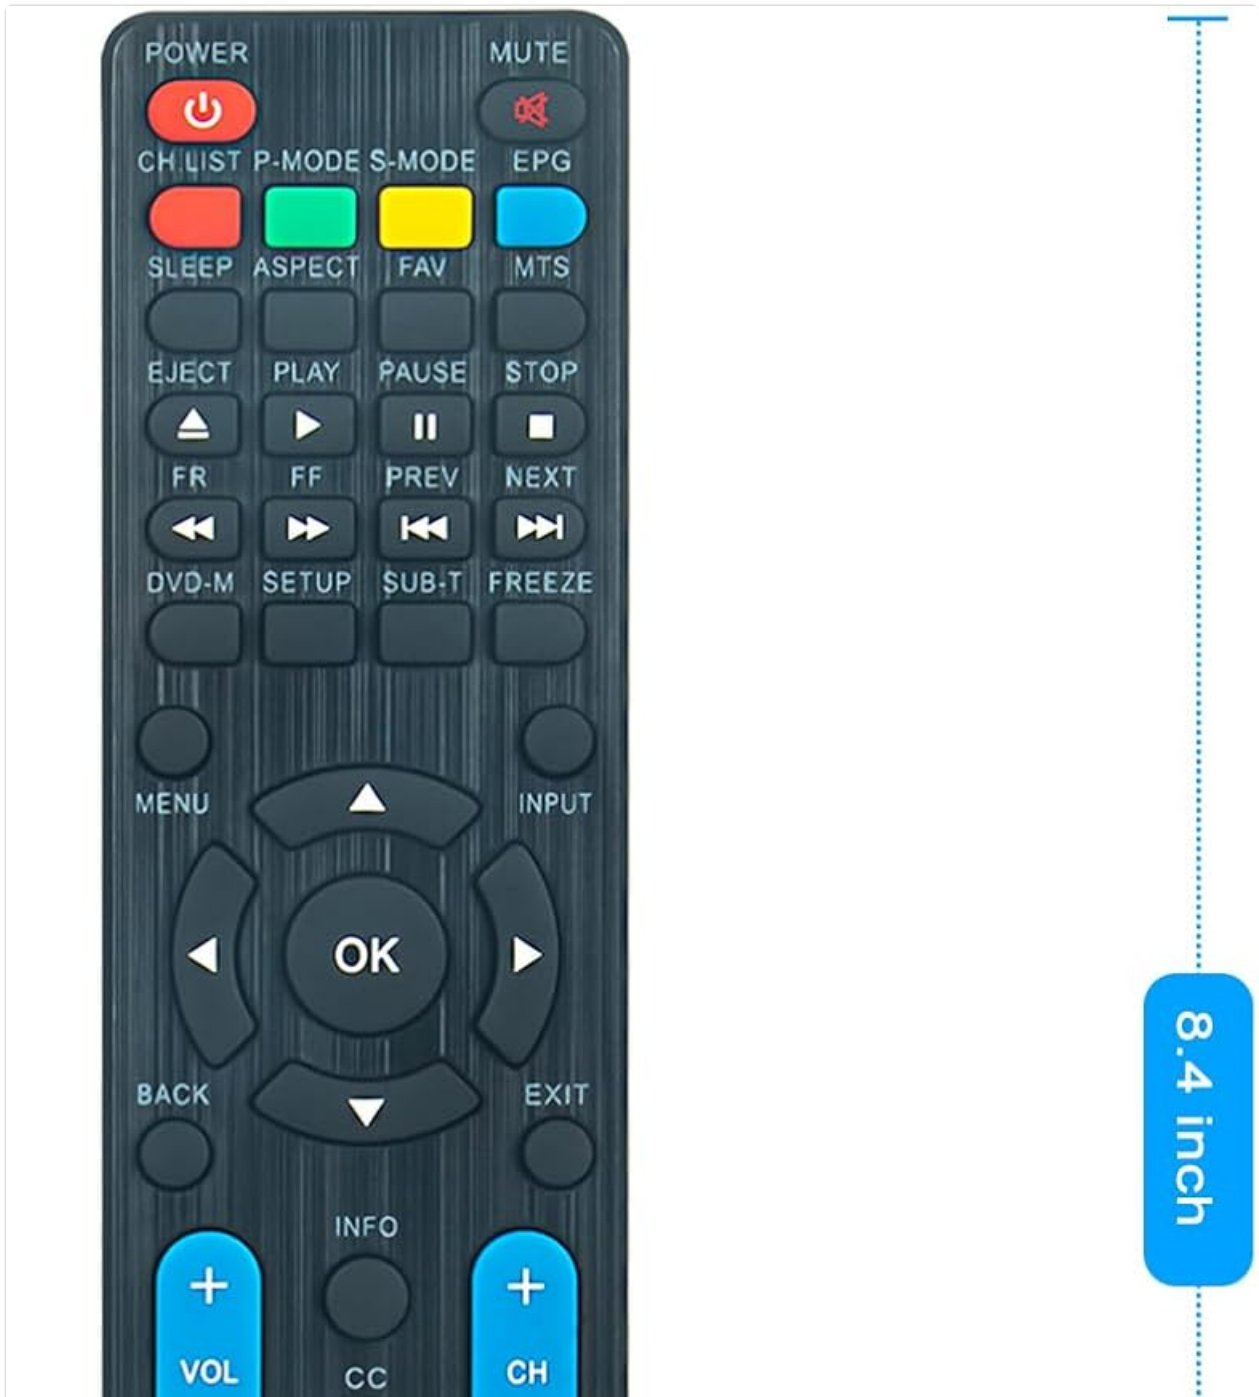 POWER MUTE
CH.LIST P-MODE S-MODE EPG
SLEEP ASPECT FAV MTS
EJECT PLAY PAUSE STOP
FR FF PREV NEXT
DVD-M SETUP SUB-T FREEZE
MENU INPUT
OK
BACK EXIT
INFO
VOL CC CH
8.4 inch